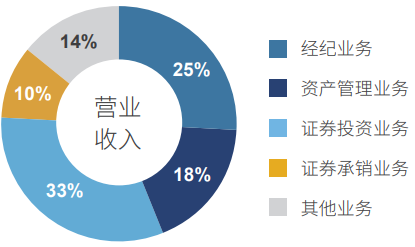 14%
25%
10%
营业
收入
33%
18%
经纪业务
资产管理业务
证券投资业务
证券承销业务
其他业务